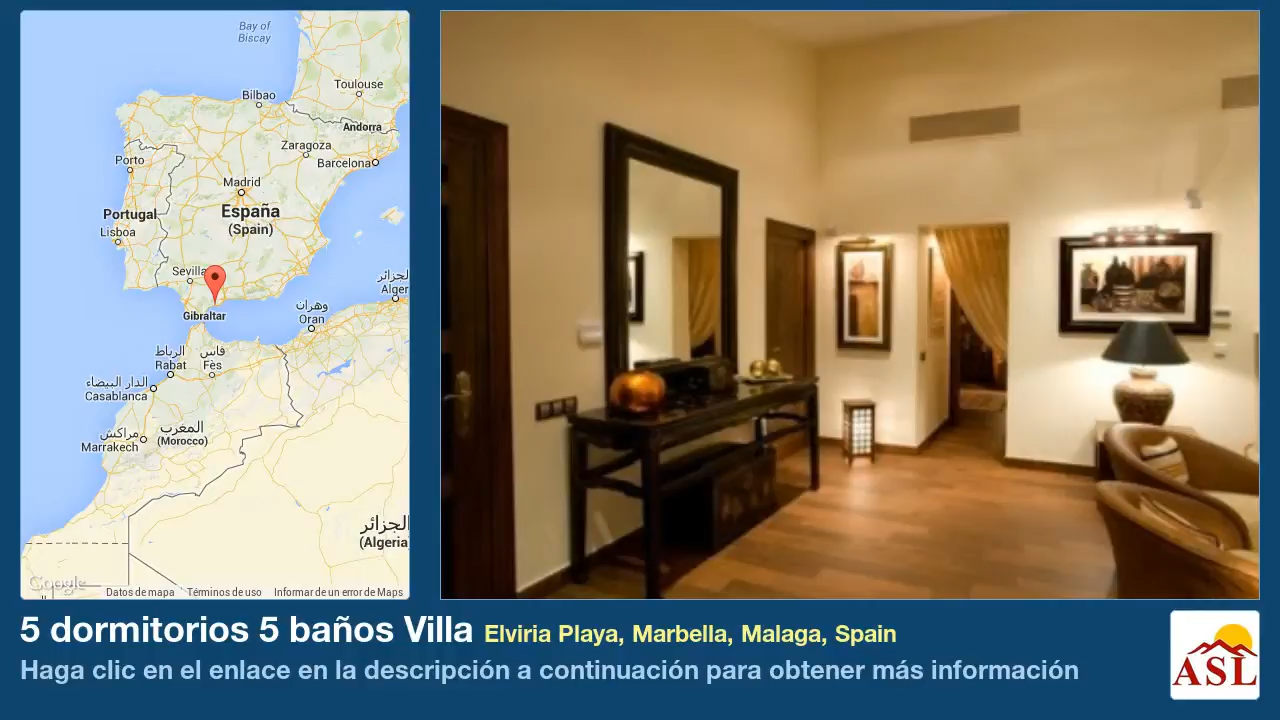 Bay of
Biscay
Toulouse
Bilbao
Andorra
Zaragoza
Porto
Barcelona
Madrid
España
(Spain)
Portugal
Lisboa
Sevilla
الجزائر
Alger
Gibraltar
وهران
Oran
الرباط
Rabat
فاس
Fès
الدار البيضاء
Casablanca
المغرب
(Morocco)
مراكش
Marrakech
الجزائر
(Algeria)
Google
Datos de mapa
Términos de uso
Informar de un error de Maps
5 dormitorios 5 baños Villa Elviria Playa, Marbella, Malaga, Spain
Haga clic en el enlace en la descripción a continuación para obtener más información
ASL